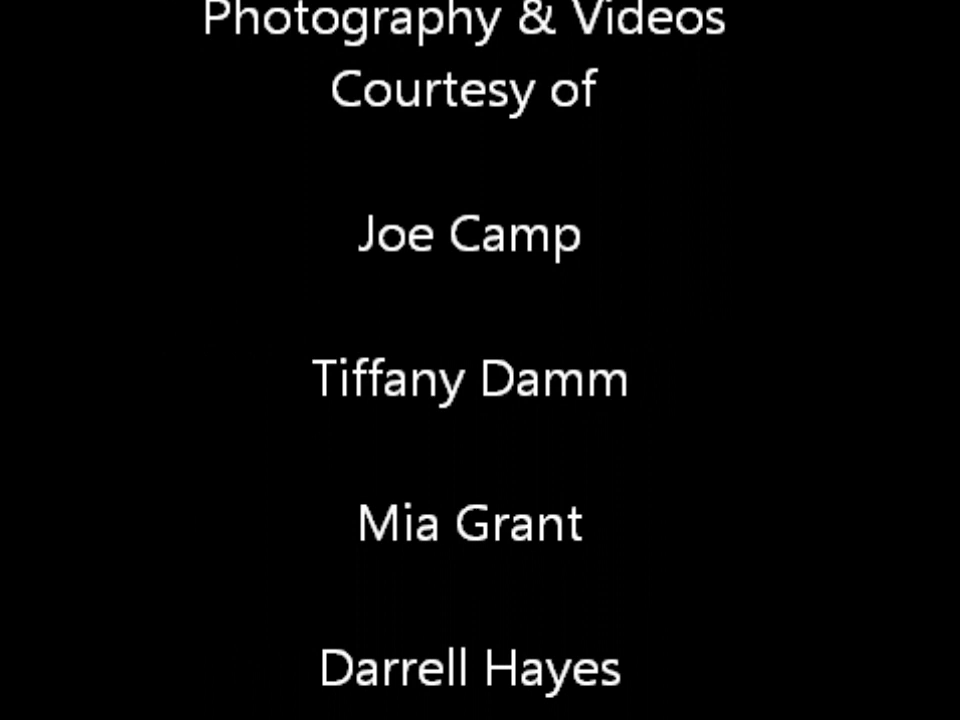 Photography & Videos
Courtesy of
Joe Camp
Tiffany Damm
Mia Grant
Darrell Hayes